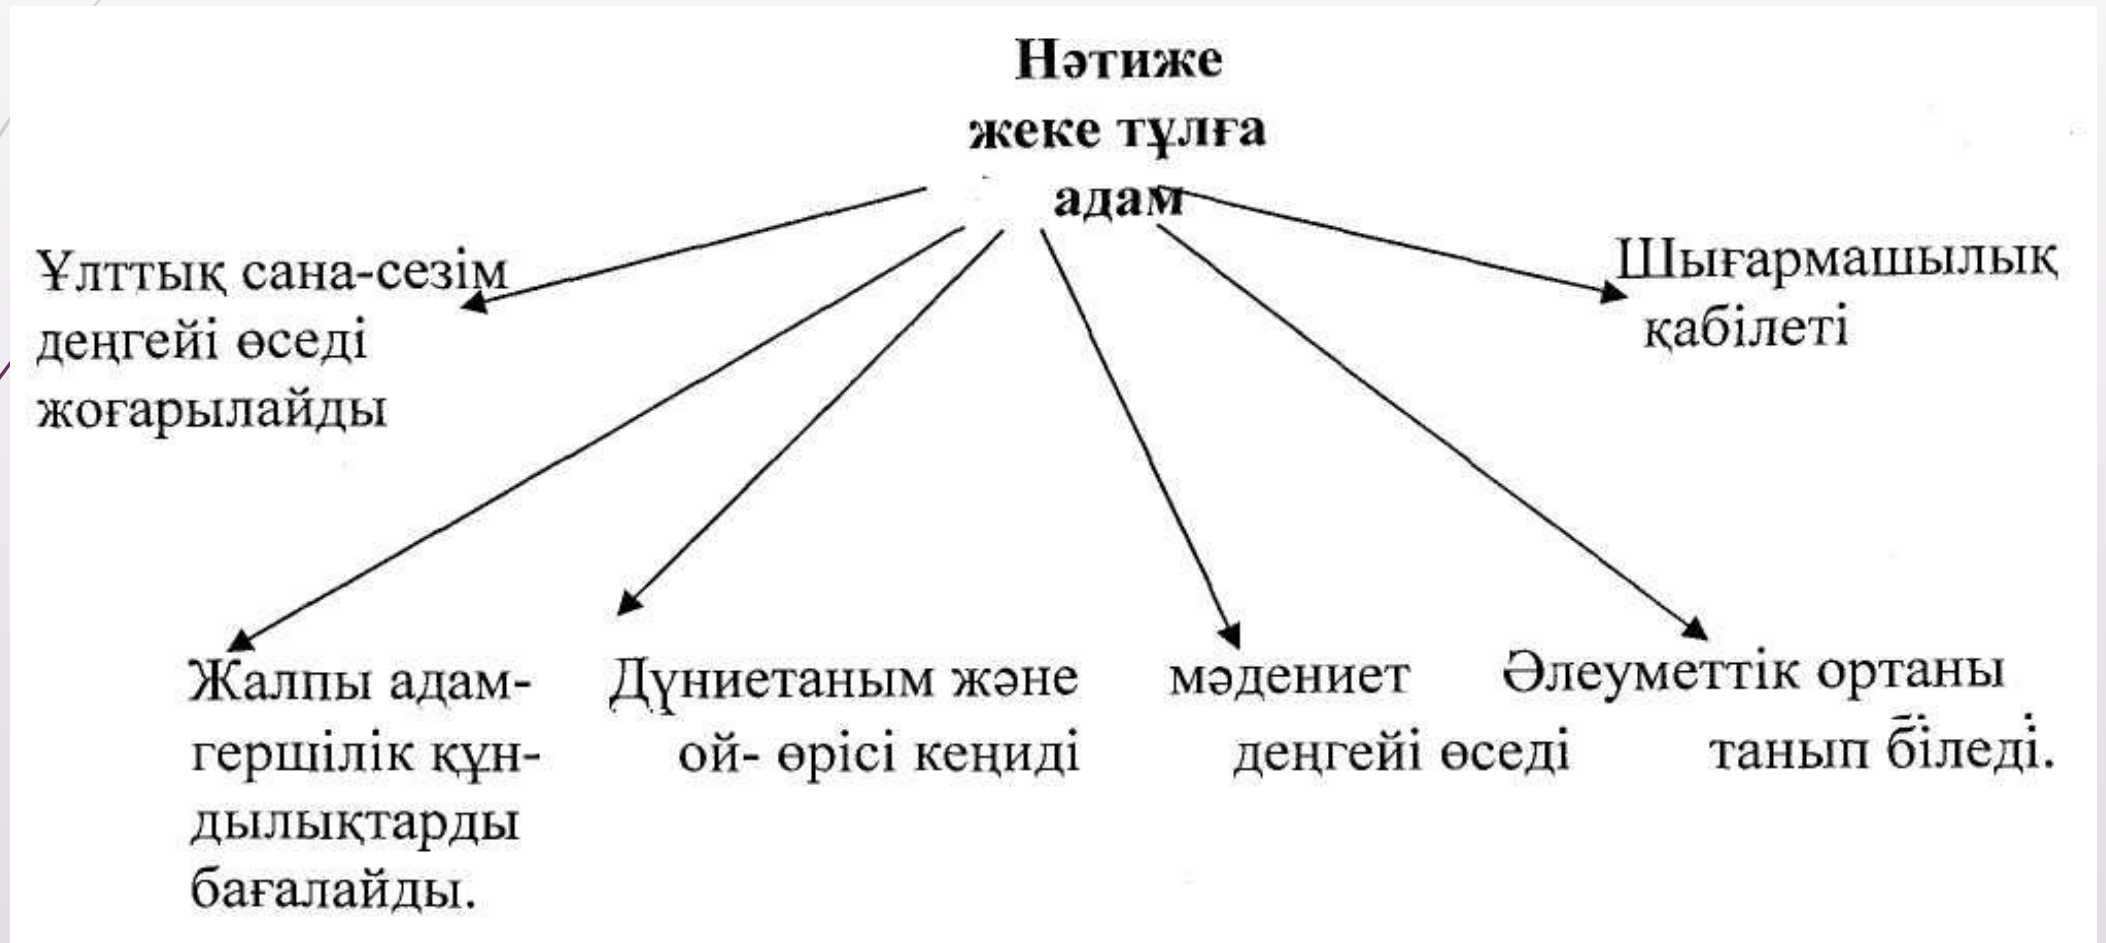 Нәтиже
жеке тұлға
адам
Ұлттық сана-сезім
деңгейі өседі
жоғарылайды
Шығармашылық
қабілеті
Жалпы адам-
гершілік құн-
дылықтарды
бағалайды.
Дүниетаным және
ой- өрісі кеңиді
мәдениет
деңгейі өседі
Әлеуметтік ортаны
танып біледі.